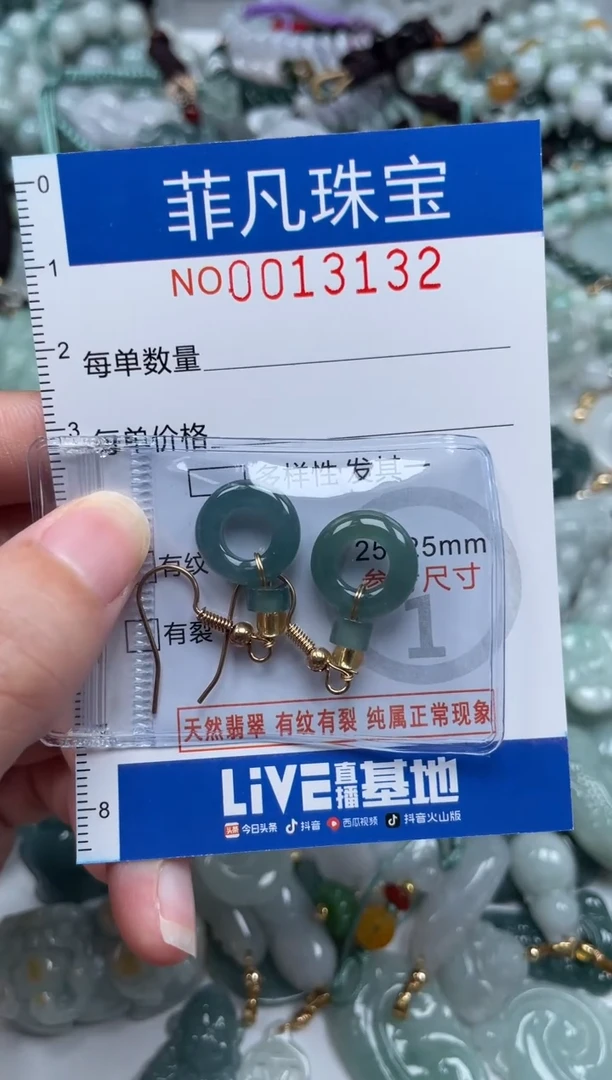 菲凡珠宝
NO0013132
0
1
2
3
8
每单数量
每单价格
多样性 发其一
有纹
25 25mm
尺寸
有裂
1
天然翡翠 有纹有裂 纯属正常现象
LiVE直播基地
头条 今日头条 抖音 西瓜视频 抖音火山版